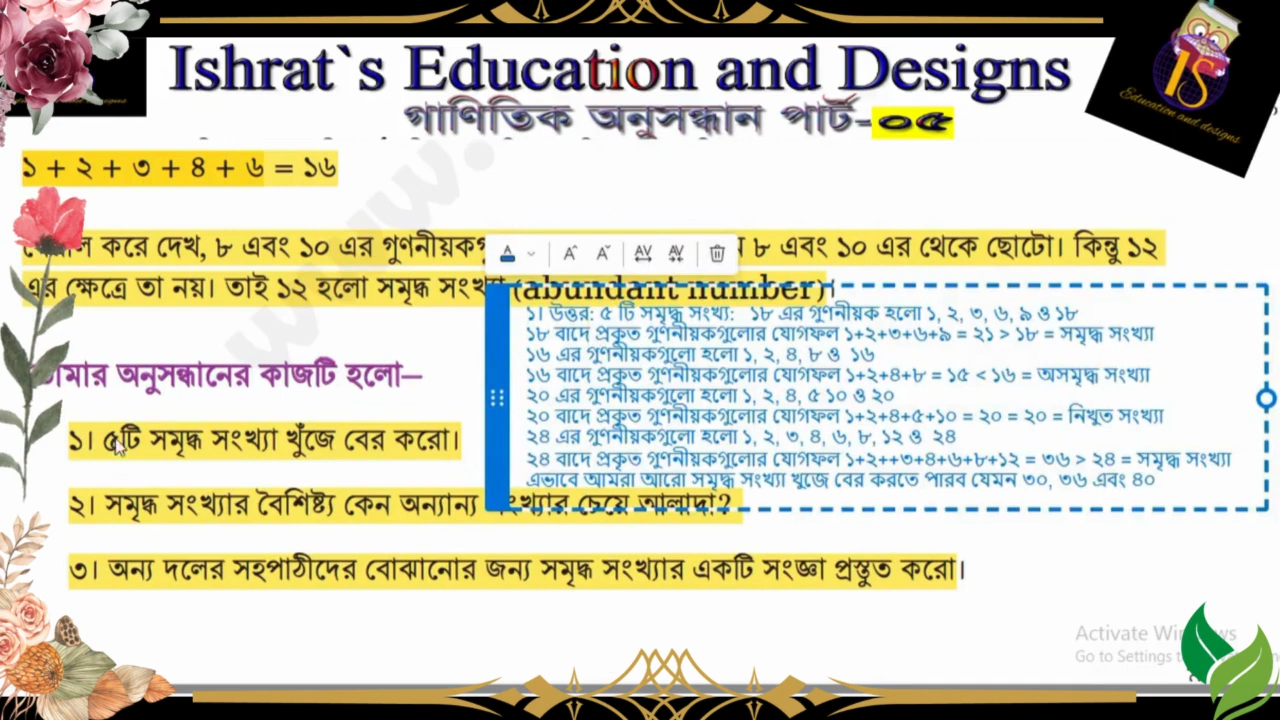 Ishrat`s Education and Designs
গাণিতিক অনুসন্ধান পার্ট-০৫
Education and designs
১ + ২ + ৩ + ৪ + ৬ = ১৬
করে দেখ, ৮ এবং ১০ এর ৮ এবং ১০ এর থেকে ছোটো। কিন্তু ১২
এর ক্ষেত্রে তা নয়। তাই ১২ হলো সমৃদ্ধ সংখ্যা (abundant number)।
১। উত্তর: ৫ টি সমৃদ্ধ সংখ্য: ১৮ এর গুণনীয়ক হলো ১, ২, ৩, ৬, ৯ ও ১৮
১৮ বাদে প্রকৃত গুণনীয়কগুলোর যোগফল ১+২+৩+৬+৯ = ২১ > ১৮ = সমৃদ্ধ সংখ্যা
১৬ এর গুণনীয়কগুলো হলো ১, ২, ৪, ৮ ও ১৬
১৬ বাদে প্রকৃত গুণনীয়কগুলোর যোগফল ১+২+৪+৮ = ১৫ < ১৬ = অসমৃদ্ধ সংখ্যা
২০ এর গুণনীয়কগুলো হলো ১, ২, ৪, ৫ ১০ ও ২০
২০ বাদে প্রকৃত গুণনীয়কগুলোর যোগফল ১+২+৪+৫+১০ = ২০ = ২০ = নিখুত সংখ্যা
২৪ এর গুণনীয়কগুলো হলো ১, ২, ৩, ৪, ৬, ৮, ১২ ও ২৪
২৪ বাদে প্রকৃত গুণনীয়কগুলোর যোগফল ১+২++৩+৪+৬+৮+১২ = ৩৬ > ২৪ = সমৃদ্ধ সংখ্যা
এভাবে আমরা আরো সমৃদ্ধ সংখ্যা খুজে বের করতে পারব যেমন ৩০, ৩৬ এবং ৪০
তোমার অনুসন্ধানের কাজটি হলো–
১। ৫টি সমৃদ্ধ সংখ্যা খুঁজে বের করো।
২। সমৃদ্ধ সংখ্যার বৈশিষ্ট্য কেন অন্যান্য সংখ্যার চেয়ে আলাদা?
৩। অন্য দলের সহপাঠীদের বোঝানোর জন্য সমৃদ্ধ সংখ্যার একটি সংজ্ঞা প্রস্তুত করো।
Activate Windows
Go to Settings